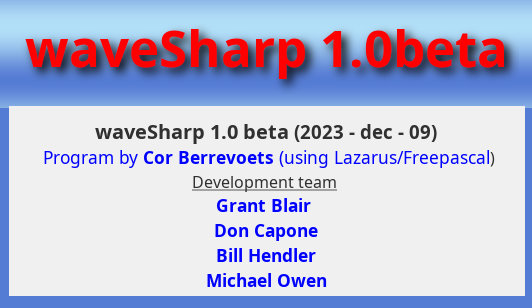 waveSharp 1.0beta
waveSharp 1.0 beta (2023 - dec - 09)
Program by Cor Berrevoets (using Lazarus/Freepascal)
Development team
Grant Blair
Don Capone
Bill Hendler
Michael Owen